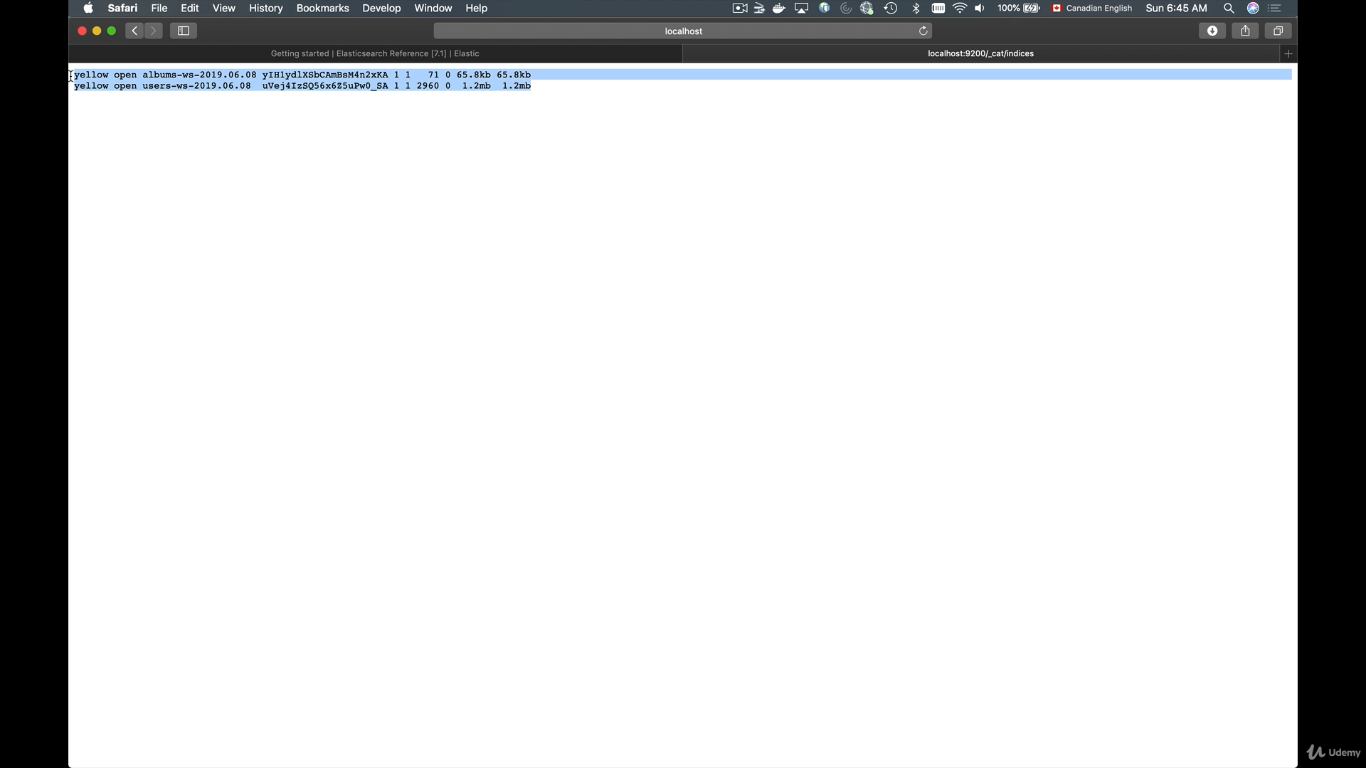 Safari File Edit View History Bookmarks Develop Window Help 100% Canadian English Sun 6:45 AM
localhost
Getting started | Elasticsearch Reference [7.1] | Elastic localhost:9200/_cat/indices
yellow open albums-ws-2019.06.08 yIHlydlXSbCAmBsM4n2xKA 1 1 71 0 65.8kb 65.8kb
yellow open users-ws-2019.06.08 uVej4IzSQ56x6Z5uPw0_SA 1 1 2960 0 1.2mb 1.2mb
Udemy